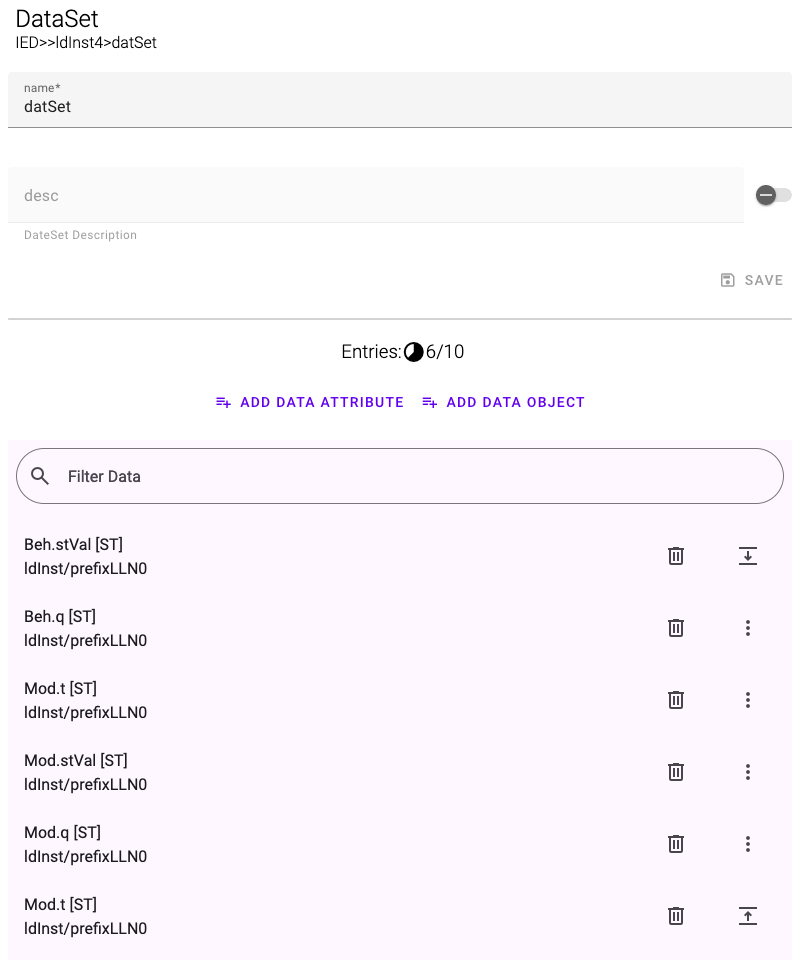 DataSet
IED>>ldInst4>datSet
name*
datSet
desc
DateSet Description
SAVE
Entries: 6/10
ADD DATA ATTRIBUTE ADD DATA OBJECT
Filter Data
Beh.stVal [ST]
ldInst/prefixLLN0
Beh.q [ST]
ldInst/prefixLLN0
Mod.t [ST]
ldInst/prefixLLN0
Mod.stVal [ST]
ldInst/prefixLLN0
Mod.q [ST]
ldInst/prefixLLN0
Mod.t [ST]
ldInst/prefixLLN0